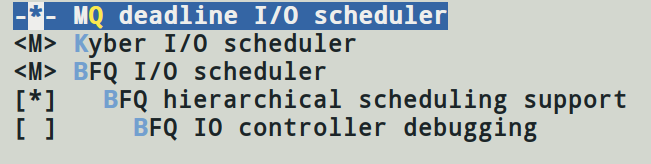 -*- MQ deadline I/O scheduler
<M> Kyber I/O scheduler
<M> BFQ I/O scheduler
[*]   BFQ hierarchical scheduling support
[ ]     BFQ IO controller debugging